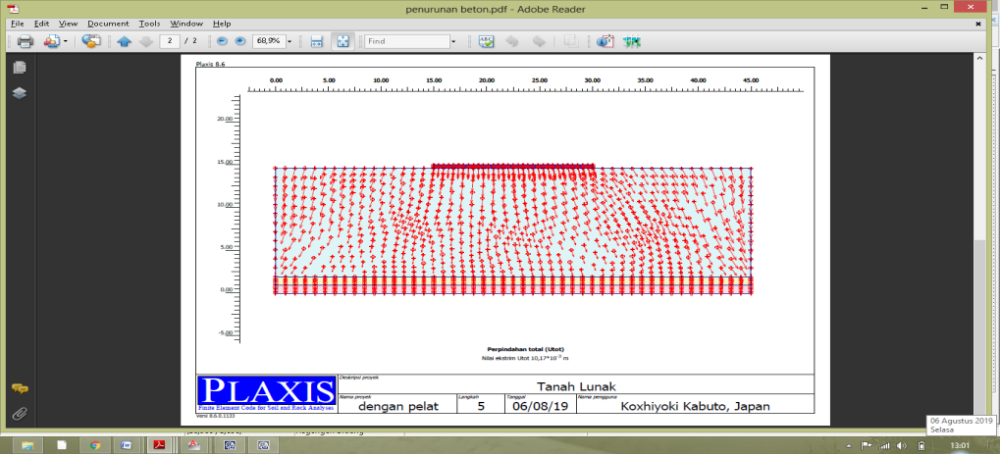 penurunan beton.pdf - Adobe Reader
File Edit View Document Tools Window Help
2 / 2 68,9% Find
Plaxis 8.6
0.00 5.00 10.00 15.00 20.00 25.00 30.00 35.00 40.00 45.00
20.00
15.00
10.00
5.00
0.00
-5.00
Perpindahan total (Utot)
Nilai ekstrim Utot 10,17*10-3 m
PLAXIS
Finite Element Code for Soil and Rock Analyses
Versi 8.6.0.1133
Deskripsi proyek
Tanah Lunak
Nama proyek
dengan pelat
Langkah
5
Tanggal
06/08/19
Nama pengguna
Koxhiyoki Kabuto, Japan
06 Agustus 2019
Selasa
13:01